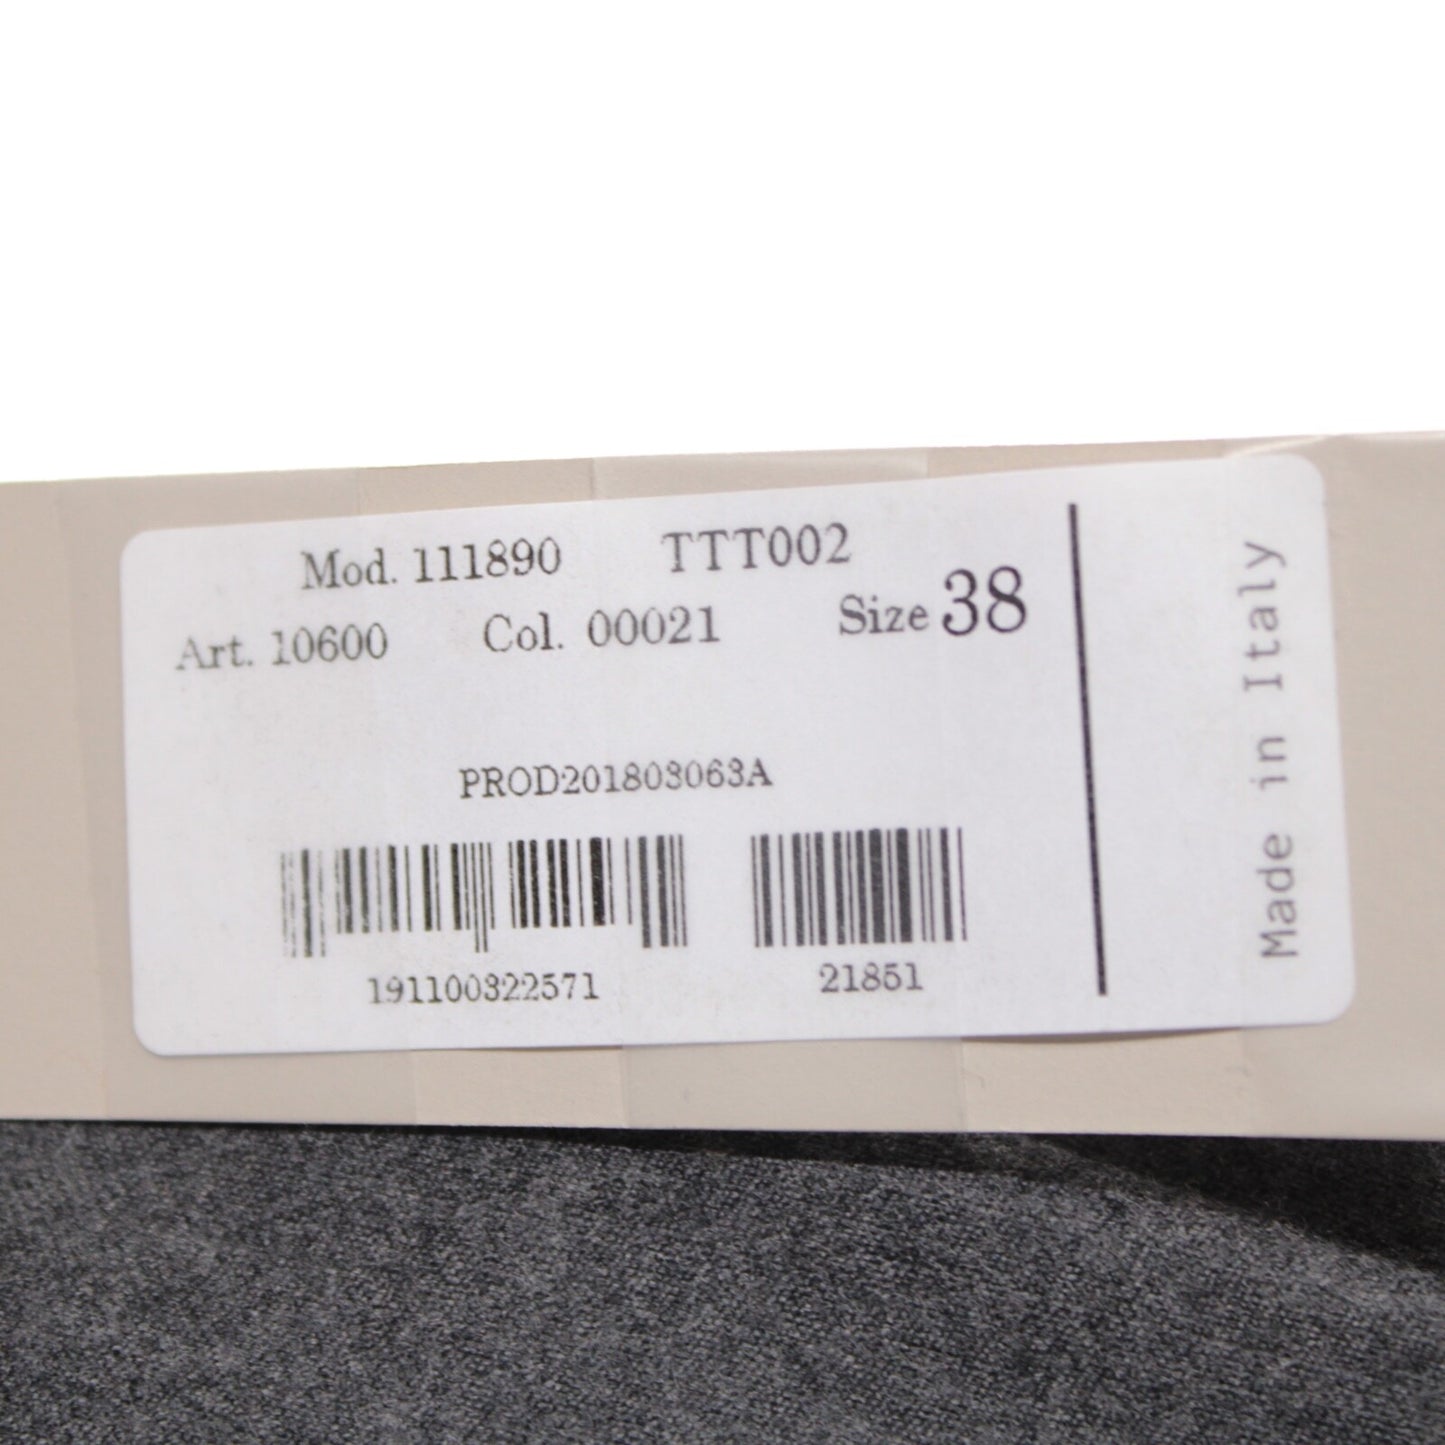 Mod. 111890 TTT002
Art. 10600 Col. 00021 Size 38
PROD201803063A
191100322571 21851
Made in Italy